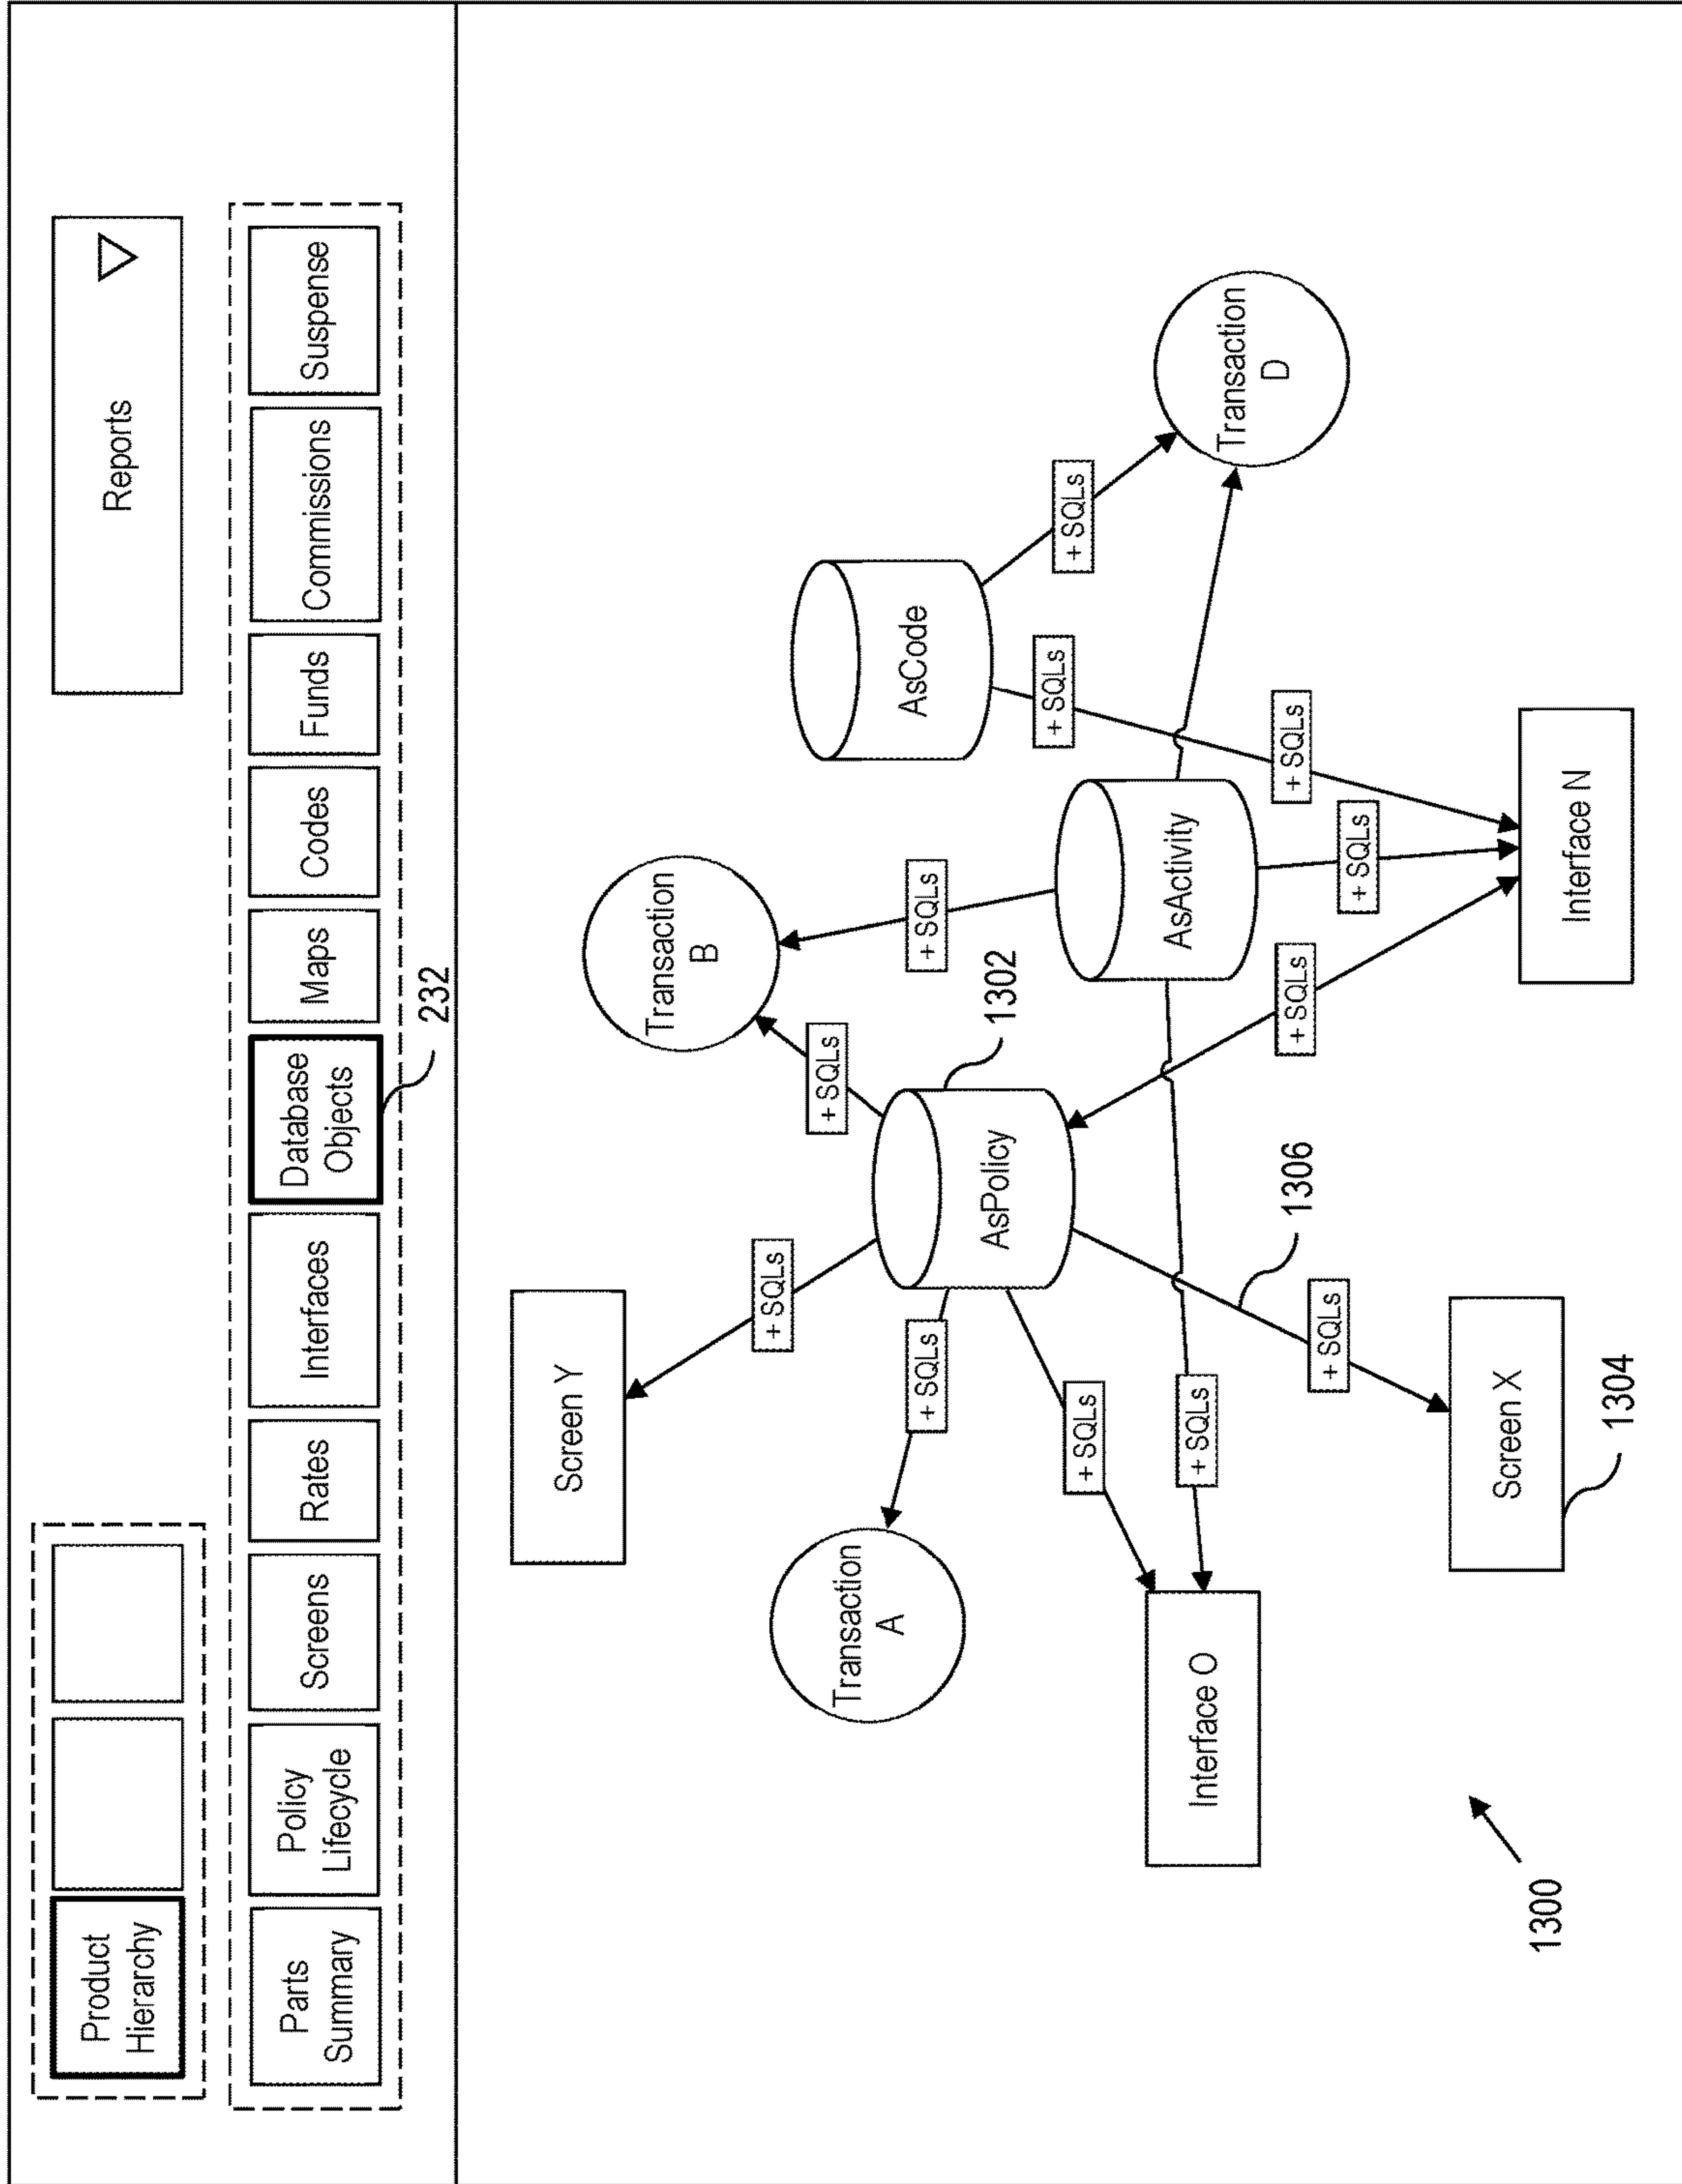 Product
Hierarchy
Reports
Parts
Summary
Policy
Lifecycle
Screens
Rates
Interfaces
Database
Objects
Maps
Codes
Funds
Commissions
Suspense
232
Screen Y
Transaction
B
+ SQLs
+ SQLs
Transaction
A
+ SQLs
+ SQLs
AsPolicy
1302
AsCode
+ SQLs
+ SQLs
Transaction
D
AsActivity
+ SQLs
+ SQLs
Interface O
+ SQLs
+ SQLs
+ SQLs
+ SQLs
1306
+ SQLs
Screen X
1304
Interface N
1300